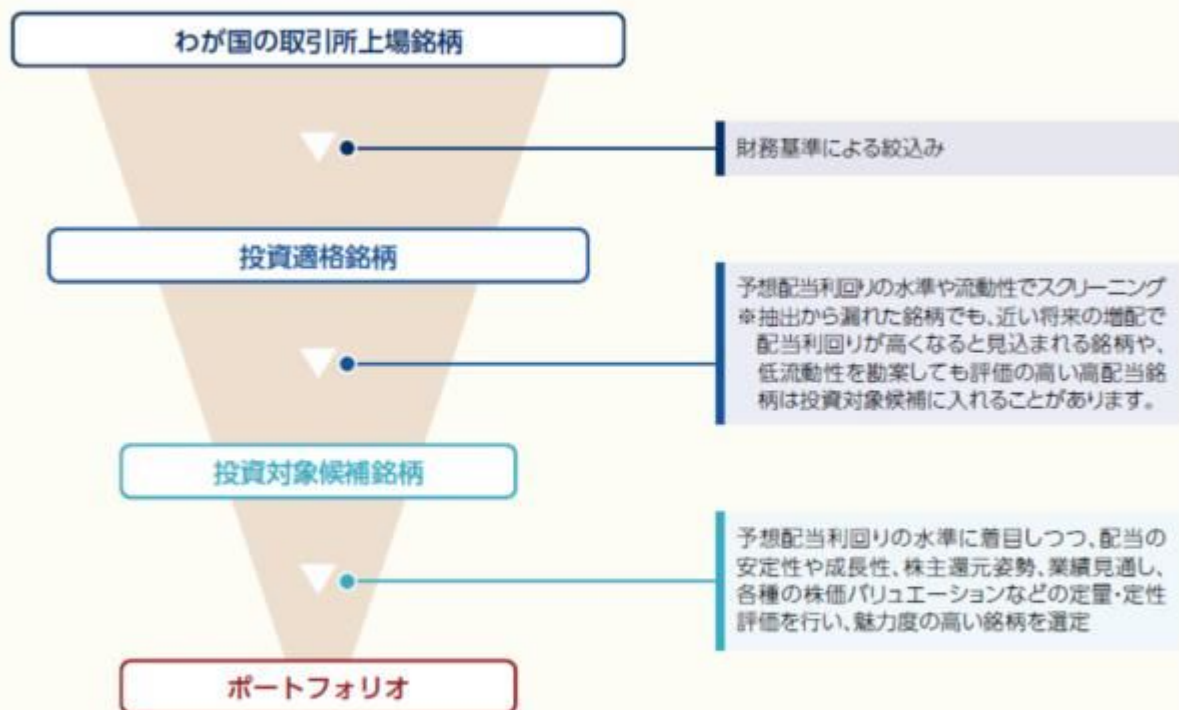 わが国の取引所上場銘柄
財務基準による絞込み
投資適格銘柄
予想配当利回りの水準や流動性でスクリーニング
※抽出から漏れた銘柄でも、近い将来の増配で
配当利回りが高くなると見込まれる銘柄や、
低流動性を勘案しても評価の高い高配当銘
柄は投資対象候補に入れることがあります。
投資対象候補銘柄
予想配当利回りの水準に着目しつつ、配当の
安定性や成長性、株主還元姿勢、業績見通し、
各種の株価バリュエーションなどの定量・定性
評価を行い、魅力度の高い銘柄を選定
ポートフォリオ